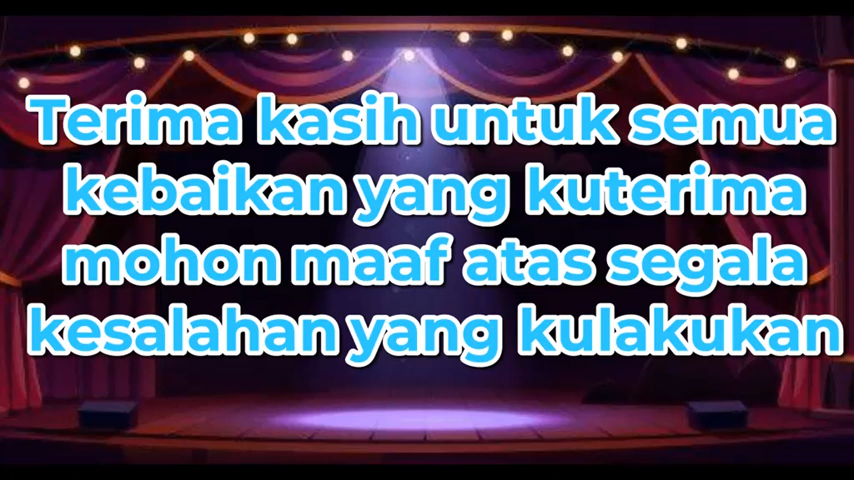 Terima kasih untuk semua
kebaikan yang kuterima
mohon maaf atas segala
kesalahan yang kulakukan